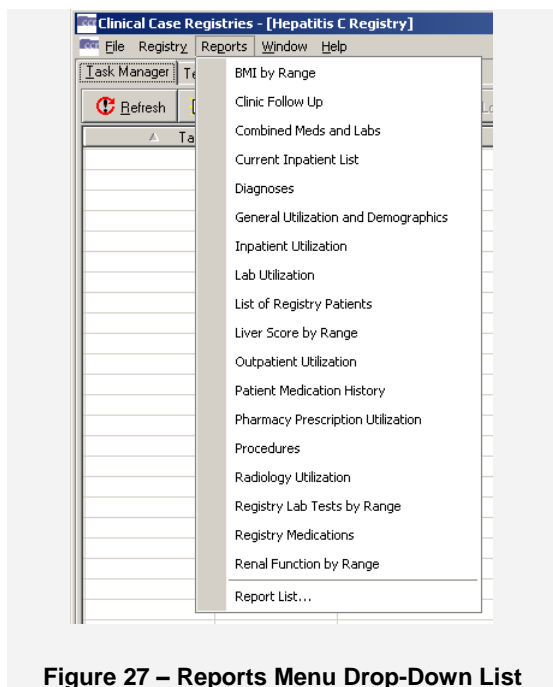 Clinical Case Registries - [Hepatitis C Registry]
File Registry Reports Window Help
Task Manager Te
Refresh
Ta
BMI by Range
Clinic Follow Up
Combined Meds and Labs
Current Inpatient List
Diagnoses
General Utilization and Demographics
Inpatient Utilization
Lab Utilization
List of Registry Patients
Liver Score by Range
Outpatient Utilization
Patient Medication History
Pharmacy Prescription Utilization
Procedures
Radiology Utilization
Registry Lab Tests by Range
Registry Medications
Renal Function by Range
Report List...
Figure 27 – Reports Menu Drop-Down List